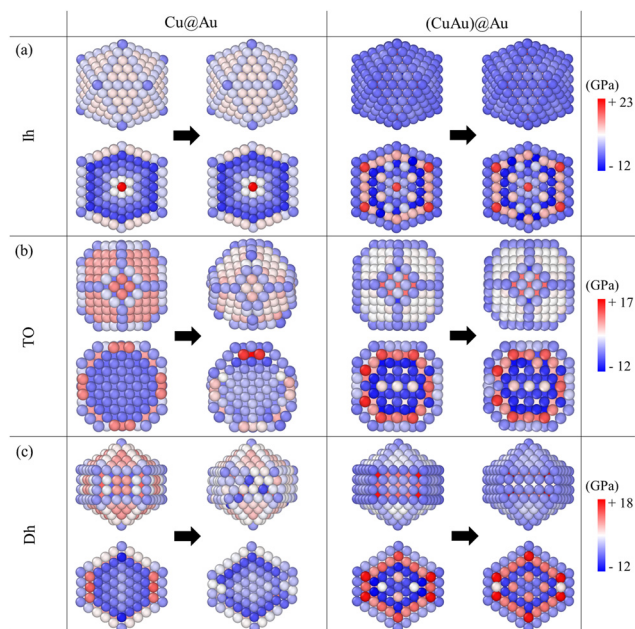 Cu@Au
(CuAu)@Au
(a)
Ih
(GPa)
+ 23
- 12
(b)
TO
(GPa)
+ 17
- 12
(c)
Dh
(GPa)
+ 18
- 12